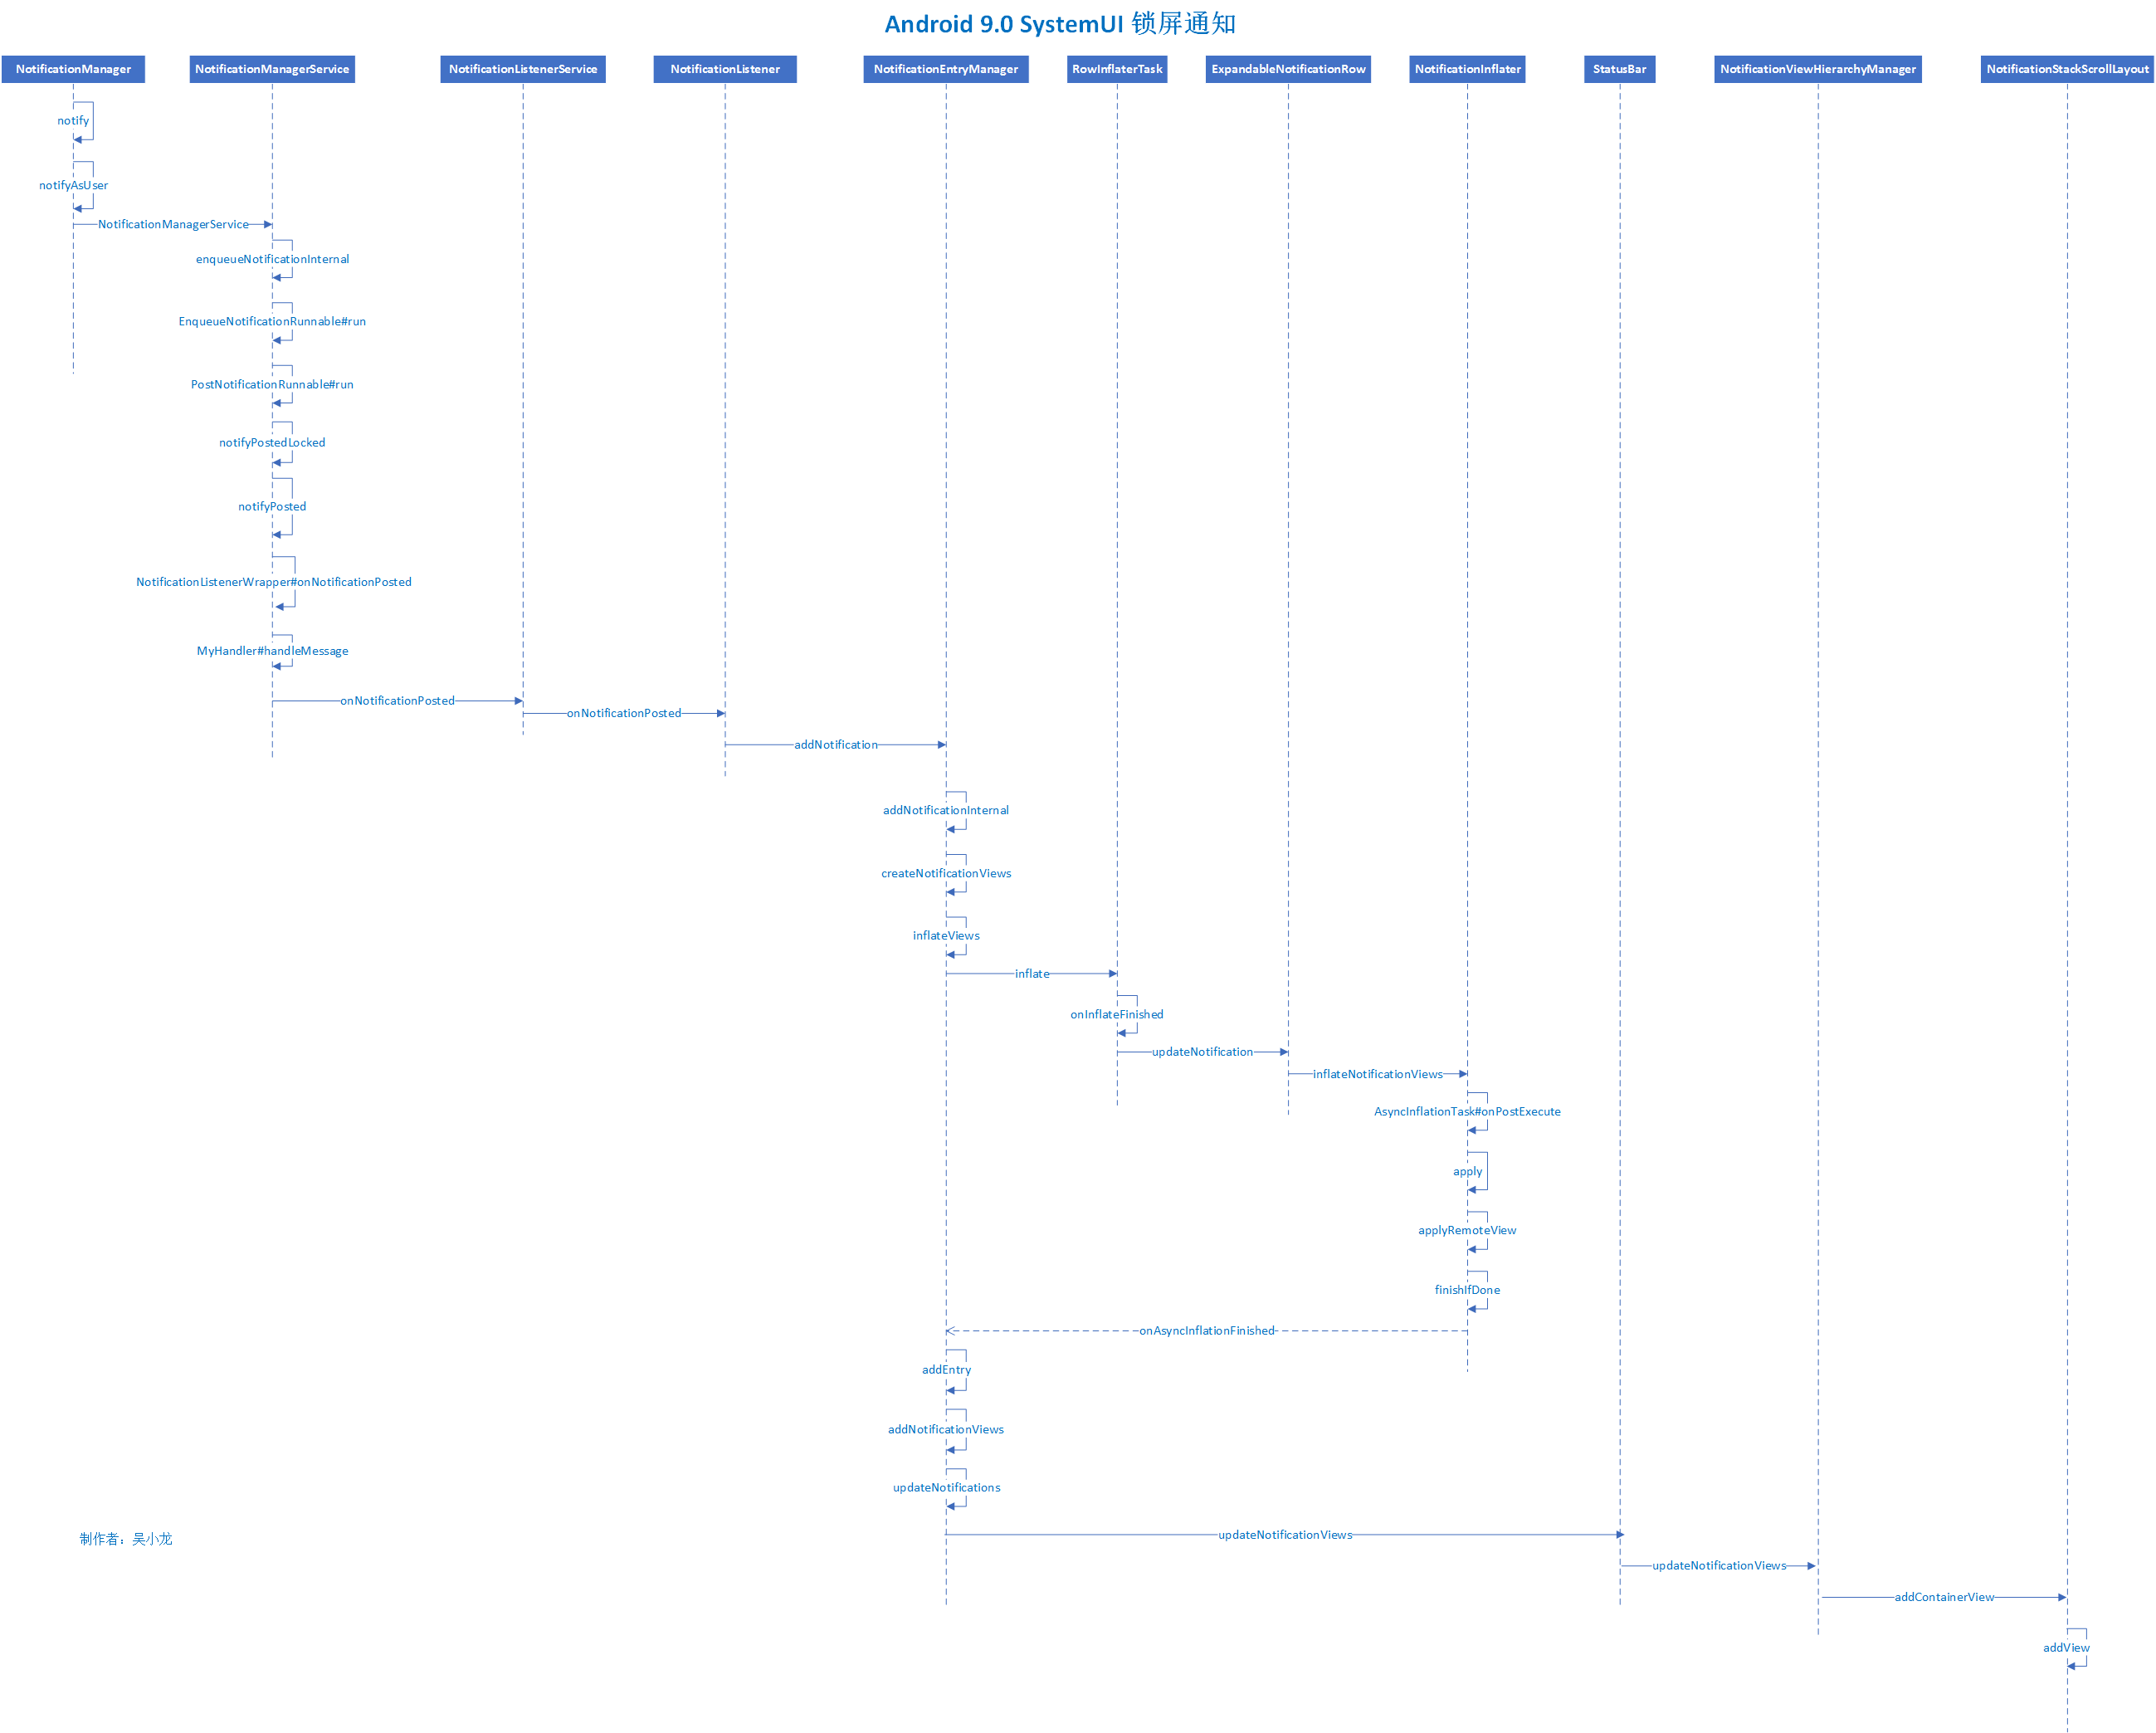 Android 9.0 SystemUI 锁屏通知
NotificationManager
NotificationManagerService
NotificationListenerService
NotificationListener
NotificationEntryManager
RowInflaterTask
ExpandableNotificationRow
NotificationInflater
StatusBar
NotificationViewHierarchyManager
NotificationStackScrollLayout
notify
notifyAsUser
NotificationManagerService
enqueueNotificationInternal
EnqueueNotificationRunnable#run
PostNotificationRunnable#run
notifyPostedLocked
notifyPosted
NotificationListenerWrapper#onNotificationPosted
MyHandler#handleMessage
onNotificationPosted
onNotificationPosted
addNotification
addNotificationInternal
createNotificationViews
inflateViews
inflate
onInflateFinished
updateNotification
inflateNotificationViews
AsyncInflationTask#onPostExecute
apply
applyRemoteView
finishIfDone
onAsyncInflationFinished
addEntry
addNotificationViews
updateNotifications
updateNotificationViews
制作者：吴小龙
updateNotificationViews
addContainerView
addView